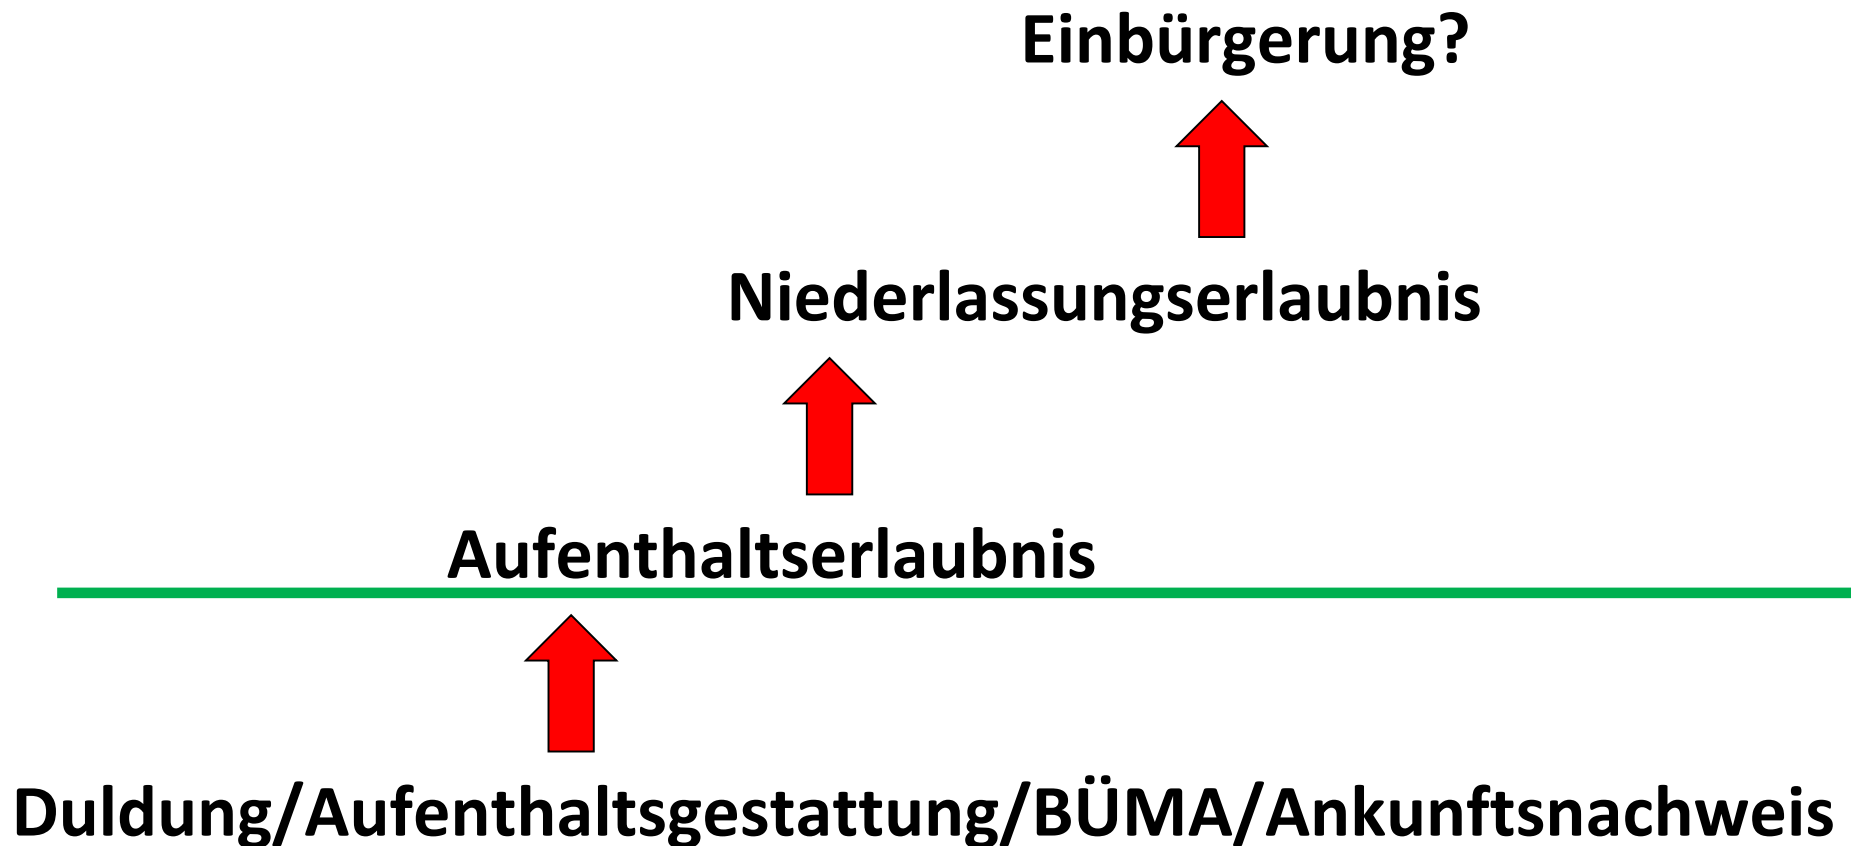 Einbürgerung?
Niederlassungserlaubnis
Aufenthaltserlaubnis
Duldung/Aufenthaltsgestattung/BÜMA/Ankunftsnachweis